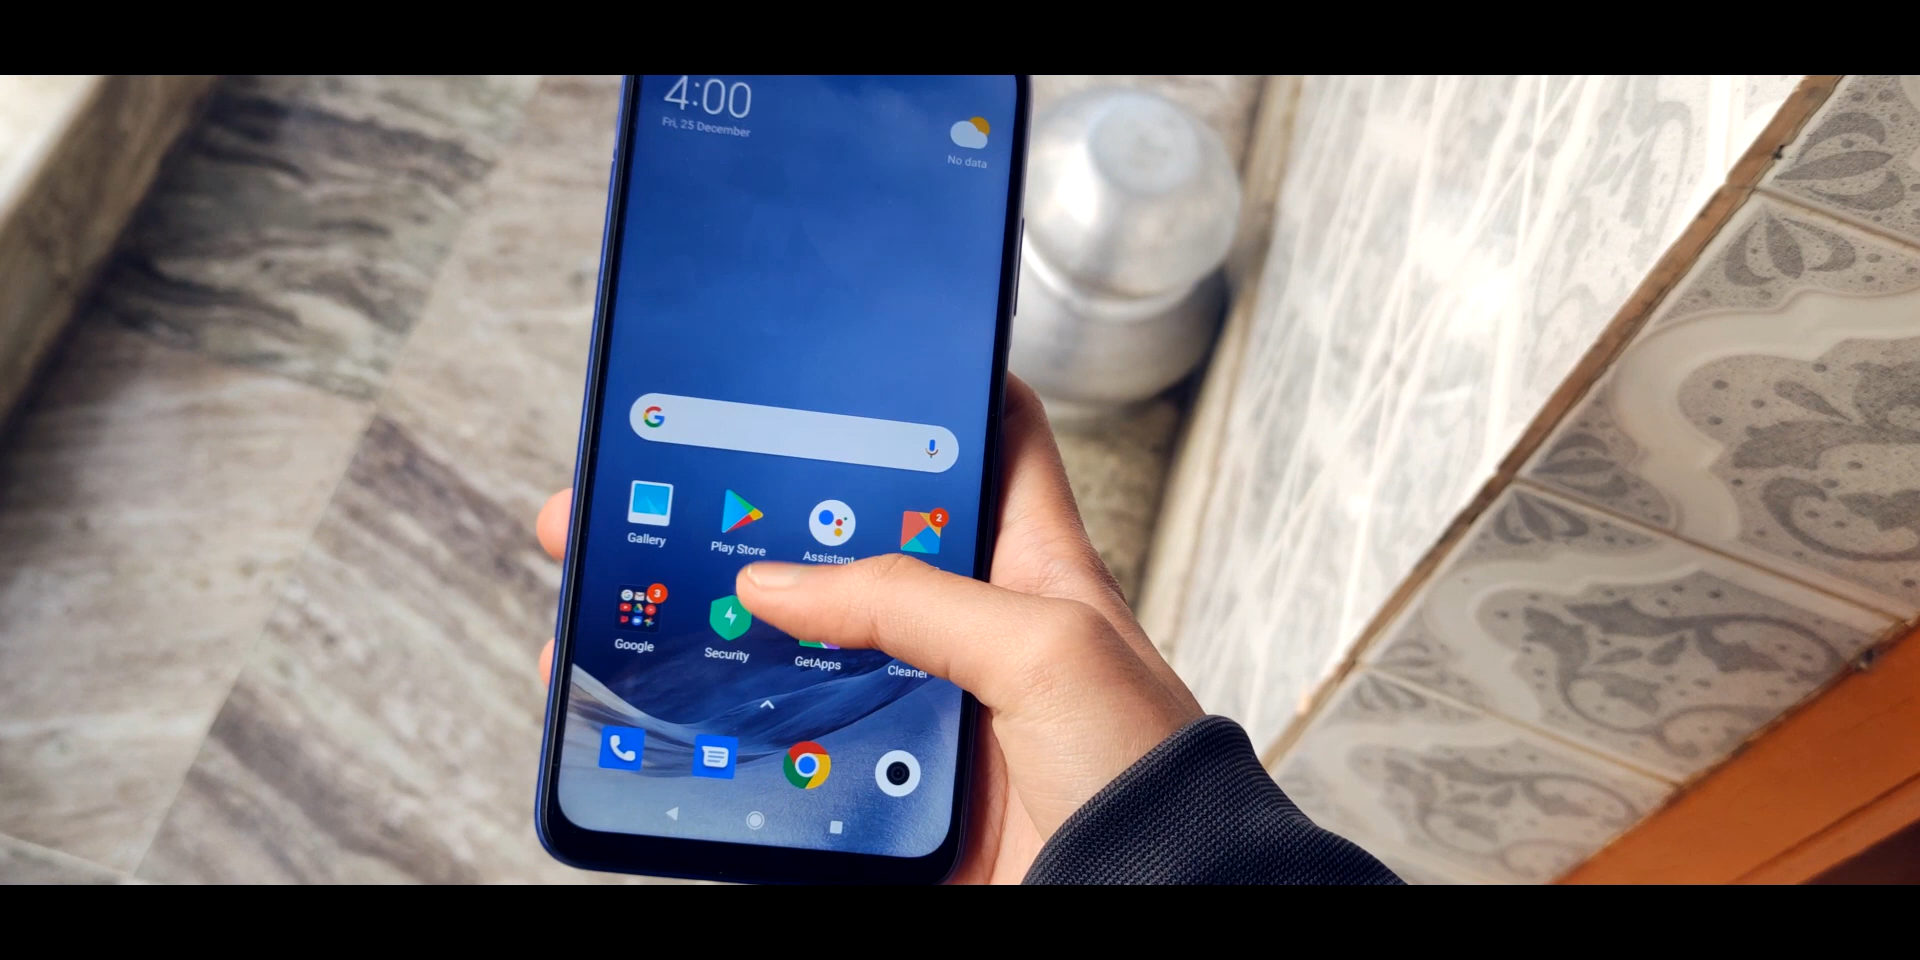 4:00
Fri, 25 December
No data
Gallery
Play Store
Assistant
2
3
Google
Security
GetApps
Cleaner